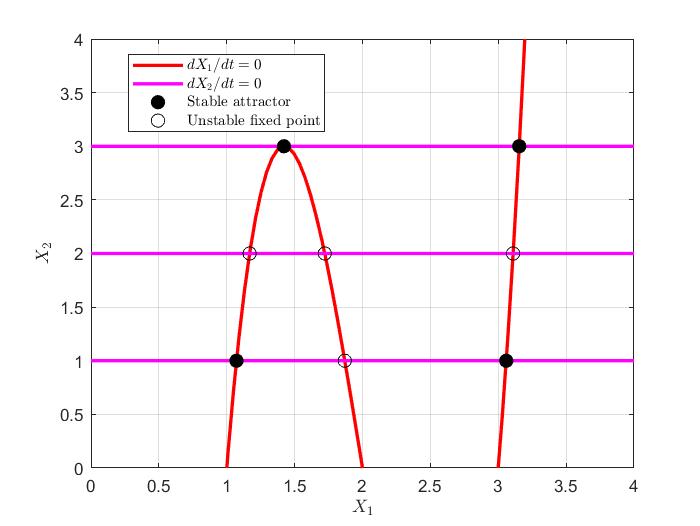 dX₁/dt = 0
dX₂/dt = 0
Stable attractor
Unstable fixed point
4
3.5
3
2.5
2
1.5
1
0.5
0
X₂
0 0.5 1 1.5 2 2.5 3 3.5 4
X₁